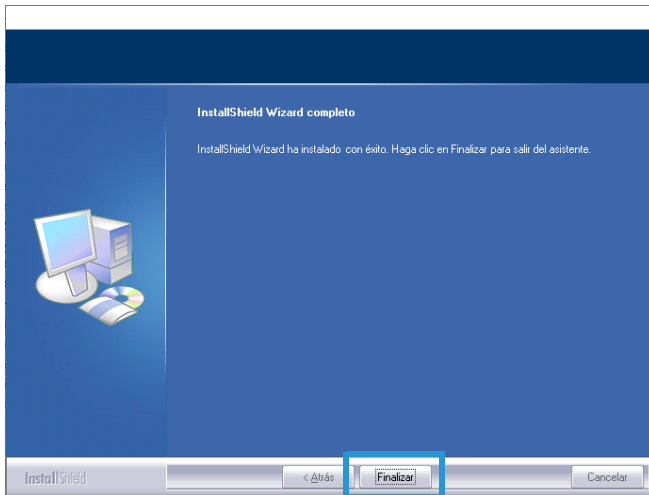 InstallShield Wizard completo
InstallShield Wizard ha instalado con éxito. Haga clic en Finalizar para salir del asistente.
InstallShield
< Atrás
Finalizar
Cancelar